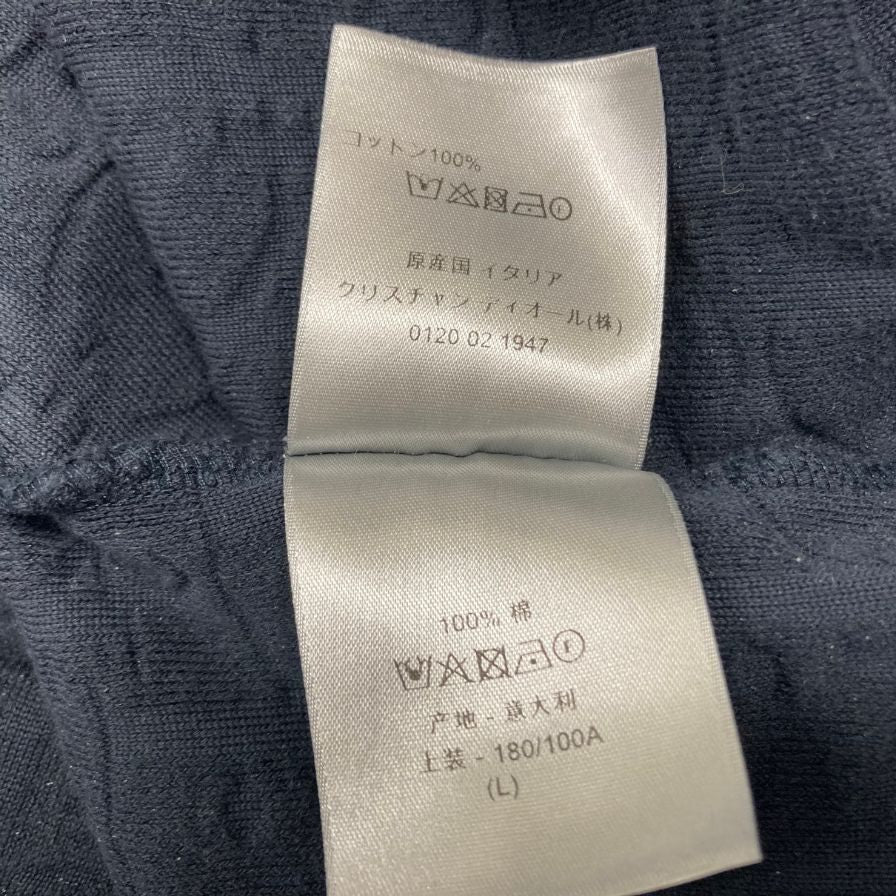 コットン100%
原産国 イタリア
クリスチャン ディオール(株)
0120 02 1947
100% 棉
产地 - 意大利
上装 - 180/100A
(L)